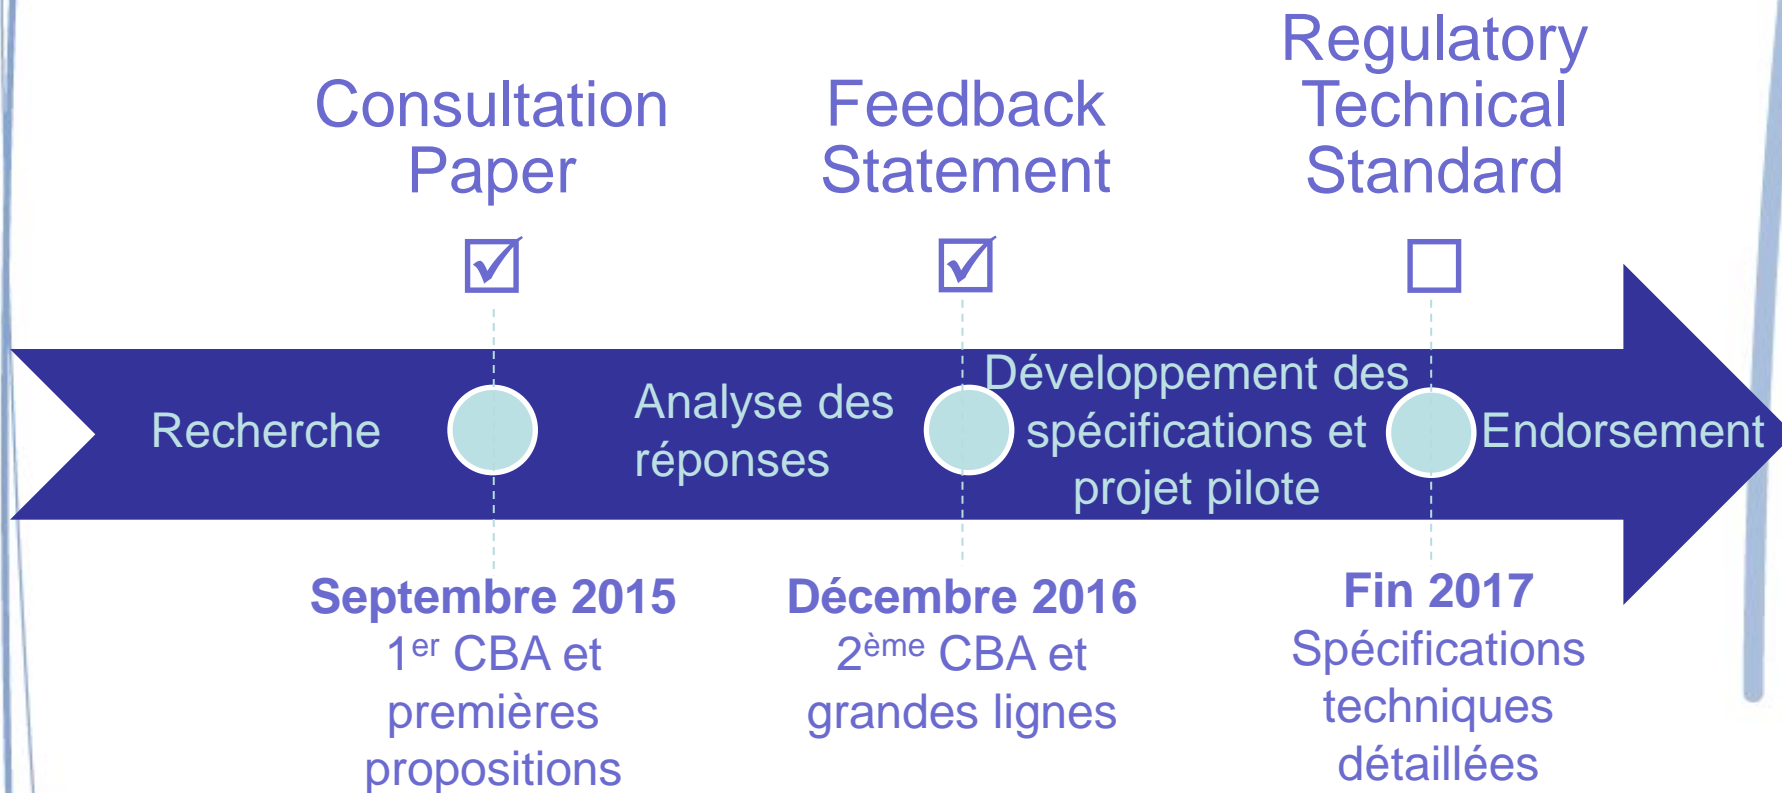 Consultation
Paper
Feedback
Statement
Regulatory
Technical
Standard
Recherche
Analyse des
réponses
Développement des
spécifications et
projet pilote
Endorsement
Septembre 2015
1er CBA et
premières
propositions
Décembre 2016
2ème CBA et
grandes lignes
Fin 2017
Spécifications
techniques
détaillées